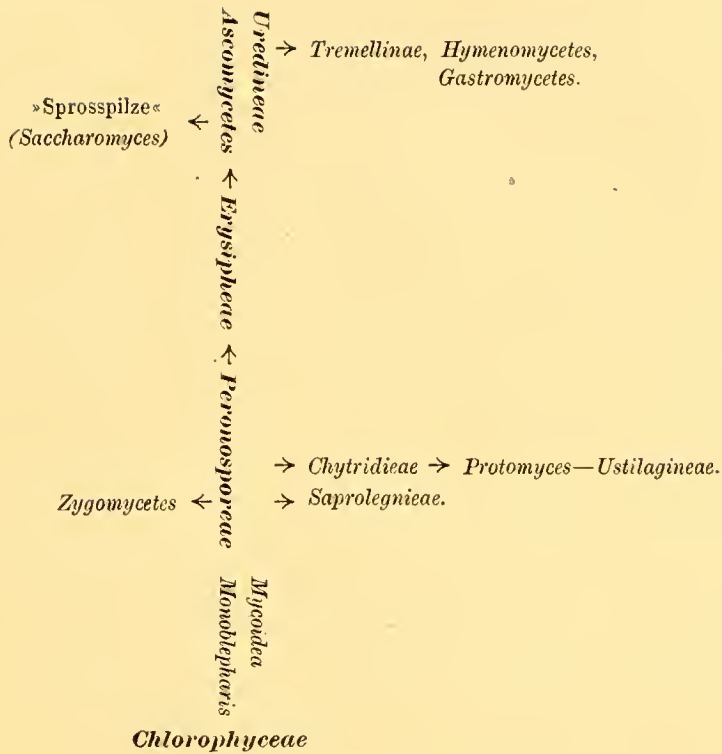 Uredineae
Ascomycetes ← Erysipheae ← Peronosporeae
→ Tremellinae, Hymenomycetes,
Gastromycetes.
»Sprosspilze« ←
(Saccharomyces)
→ Chytridieae → Protomyces—Ustilagineae.
Zygomycetes ←
→ Saprolegnieae.
Mycoidea
Monoblepharis
Chlorophyceae